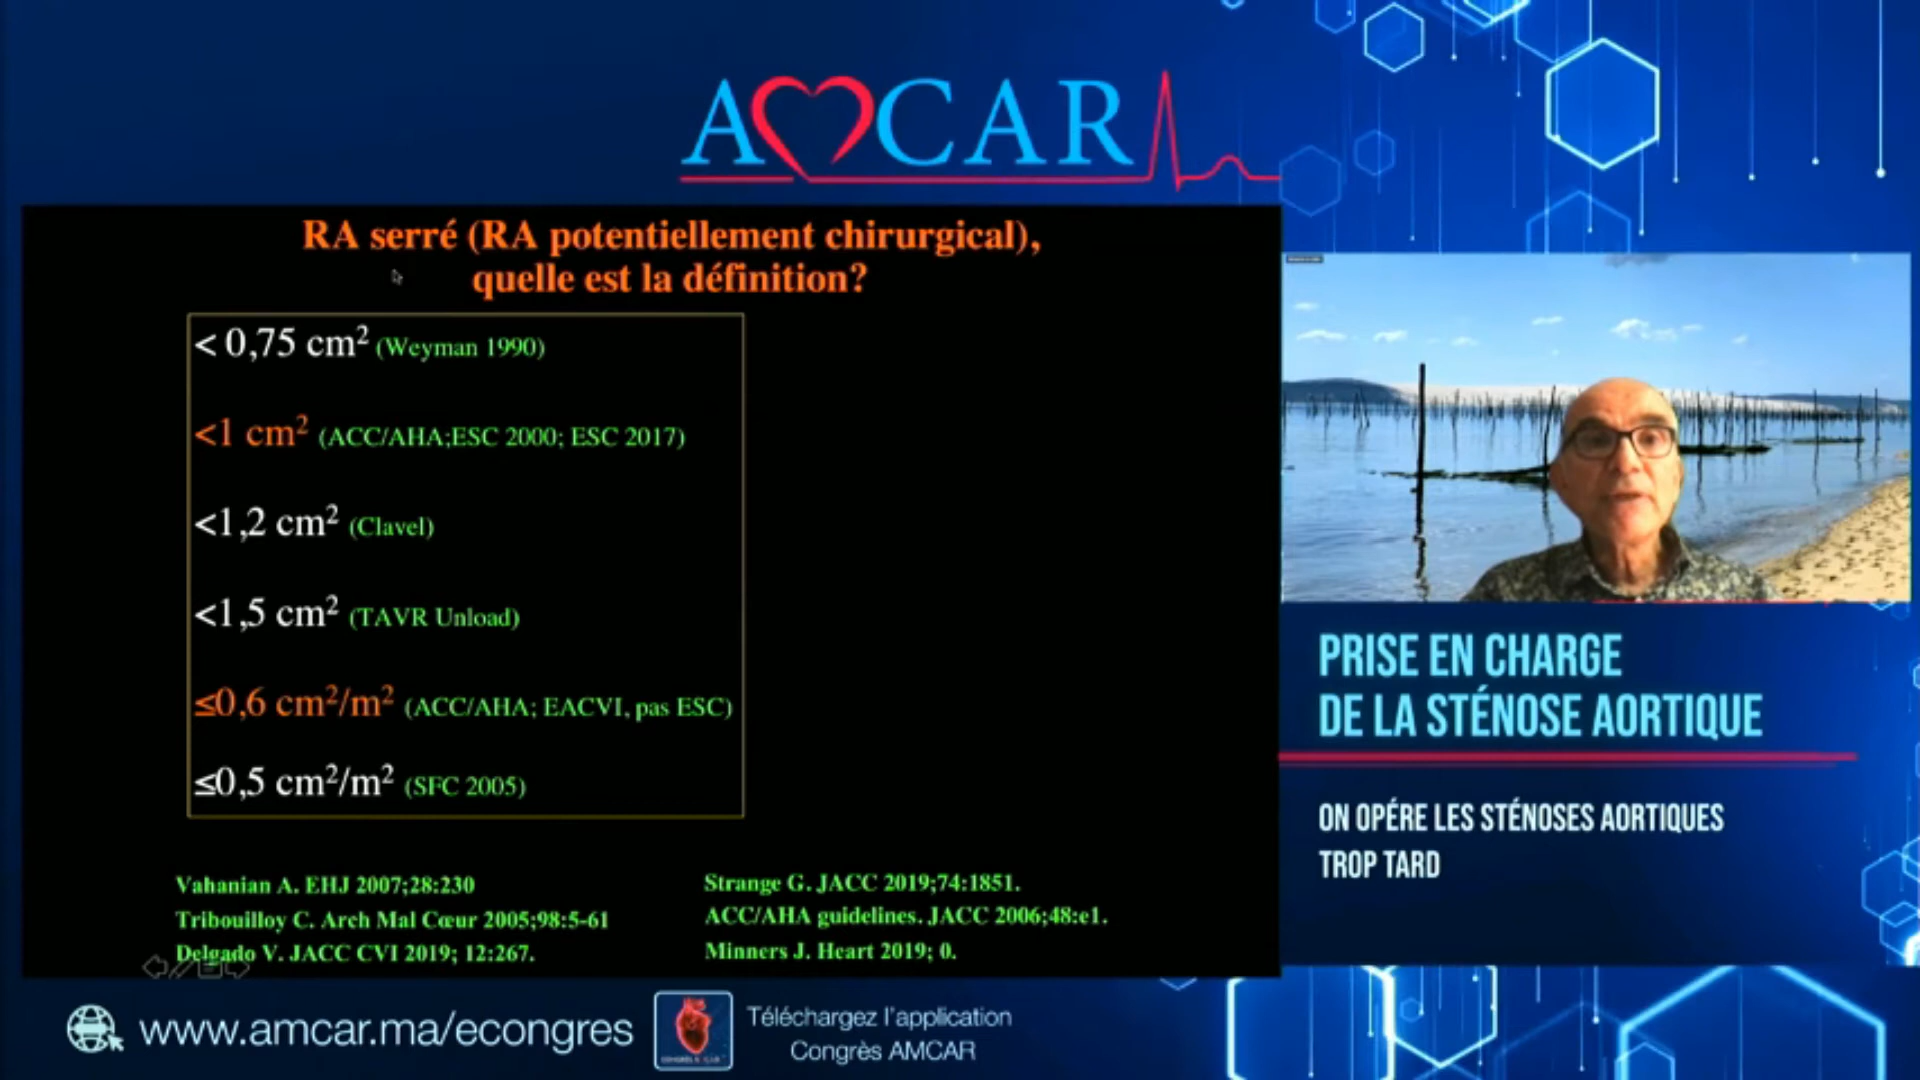 AMCAR
RA serré (RA potentiellement chirurgical),
quelle est la définition?
< 0,75 cm² (Weyman 1990)
<1 cm² (ACC/AHA;ESC 2000; ESC 2017)
<1,2 cm² (Clavel)
<1,5 cm² (TAVR Unload)
≤0,6 cm²/m² (ACC/AHA; EACVI, pas ESC)
≤0,5 cm²/m² (SFC 2005)
Vahanian A. EHJ 2007;28:230
Tribouilloy C. Arch Mal Cœur 2005;98:5-61
Delgado V. JACC CVI 2019; 12:267.
Strange G. JACC 2019;74:1851.
ACC/AHA guidelines. JACC 2006;48:e1.
Minners J. Heart 2019; 0.
PRISE EN CHARGE
DE LA STÉNOSE AORTIQUE
ON OPÉRE LES STÉNOSES AORTIQUES
TROP TARD
www.amcar.ma/econgres
Téléchargez l'application
Congrès AMCAR